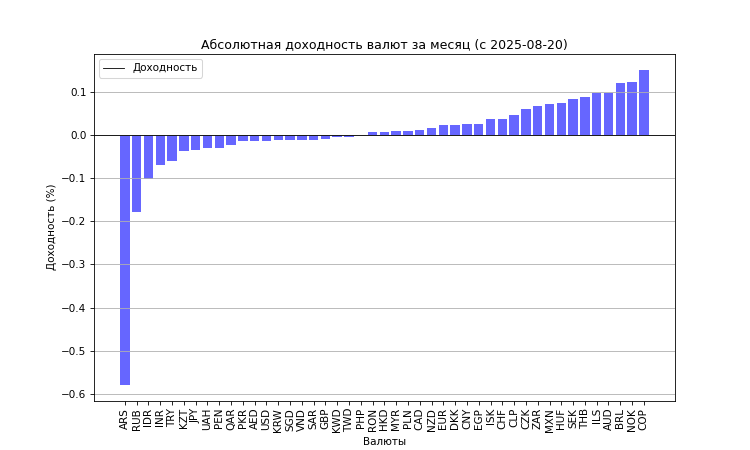 Абсолютная доходность валют за месяц (с 2025-08-20)
Доходность
0.1
0.0
−0.1
−0.2
−0.3
−0.4
−0.5
−0.6
Доходность (%)
ARS
RUB
IDR
INR
TRY
KZT
JPY
UAH
PEN
QAR
PKR
AED
USD
KRW
SGD
VND
SAR
GBP
KWD
TWD
PHP
RON
HKD
MYR
PLN
CAD
NZD
EUR
DKK
CNY
EGP
ISK
CHF
CLP
CZK
ZAR
MXN
HUF
SEK
THB
ILS
AUD
BRL
NOK
COP
Валюты